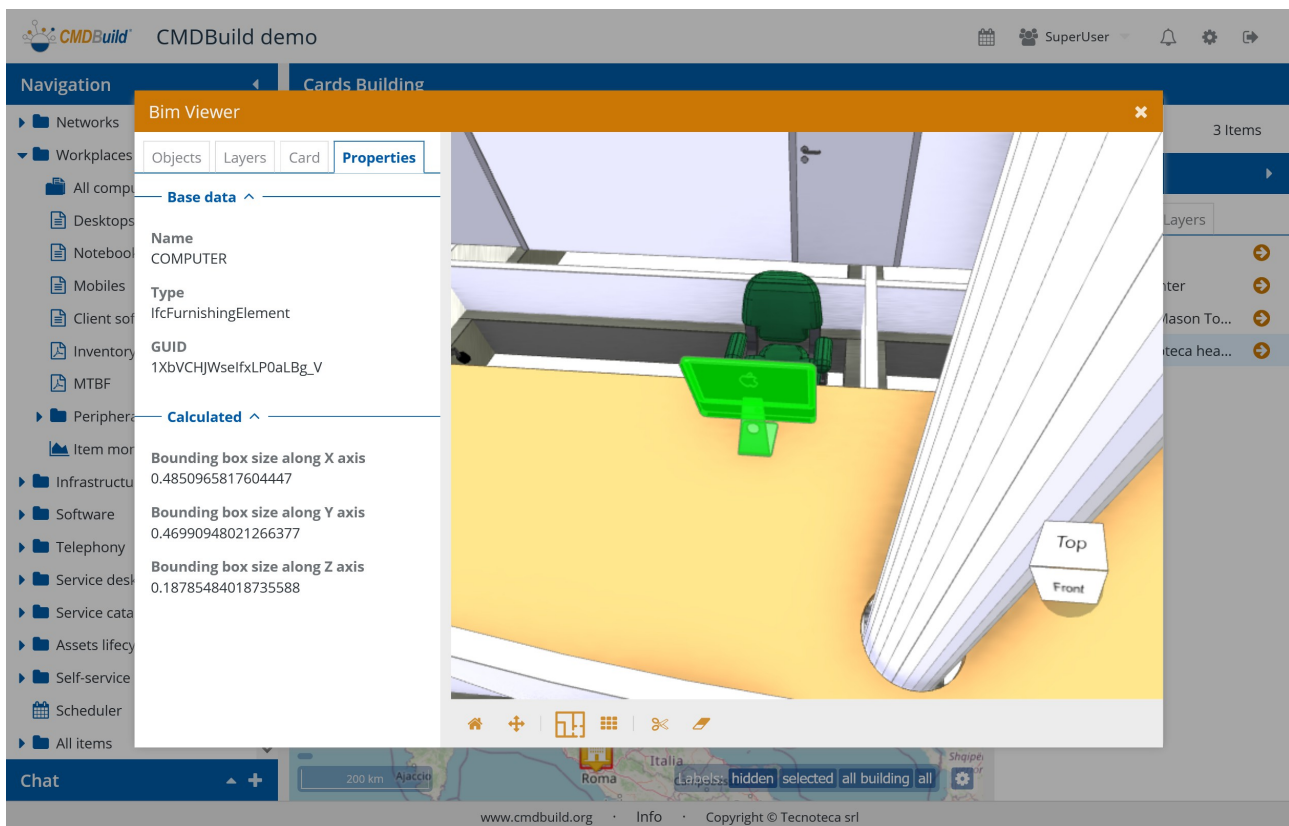 CMDBuild
CMDBuild demo
SuperUser
Navigation
Cards Building
Networks
Workplaces
All compu
Desktops
Notebook
Mobiles
Client sof
Inventory
MTBF
Periphera
Item mor
Infrastructu
Software
Telephony
Service desk
Service cata
Assets lifecy
Self-service
Scheduler
All items
Chat
Bim Viewer
Objects
Layers
Card
Properties
Base data
Name
COMPUTER
Type
IfcFurnishingElement
GUID
1XbVCHJWseIfxLP0aLBg_V
Calculated
Bounding box size along X axis
0.4850965817604447
Bounding box size along Y axis
0.46990948021266377
Bounding box size along Z axis
0.18785484018735588
Top
Front
3 Items
Layers
nter
Mason To...
oteca hea...
200 km
Ajaccio
Roma
Italia
Shqipë
Labels: hidden selected all building all
www.cmdbuild.org · Info · Copyright © Tecnoteca srl